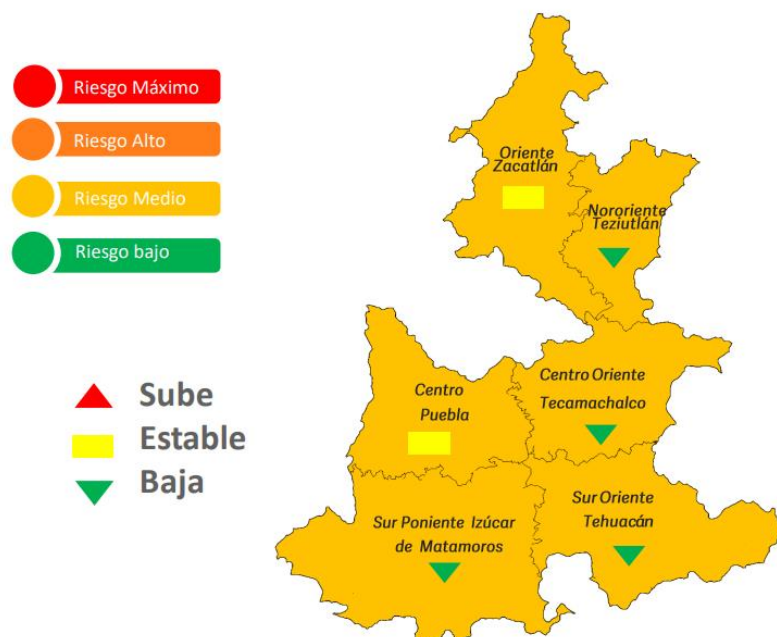 Riesgo Máximo
Riesgo Alto
Riesgo Medio
Riesgo bajo
Sube
Estable
Baja
Oriente
Zacatlán
Nororiente
Teziutlán
Centro
Puebla
Centro Oriente
Tecamachalco
Sur Poniente Izúcar
de Matamoros
Sur Oriente
Tehuacán